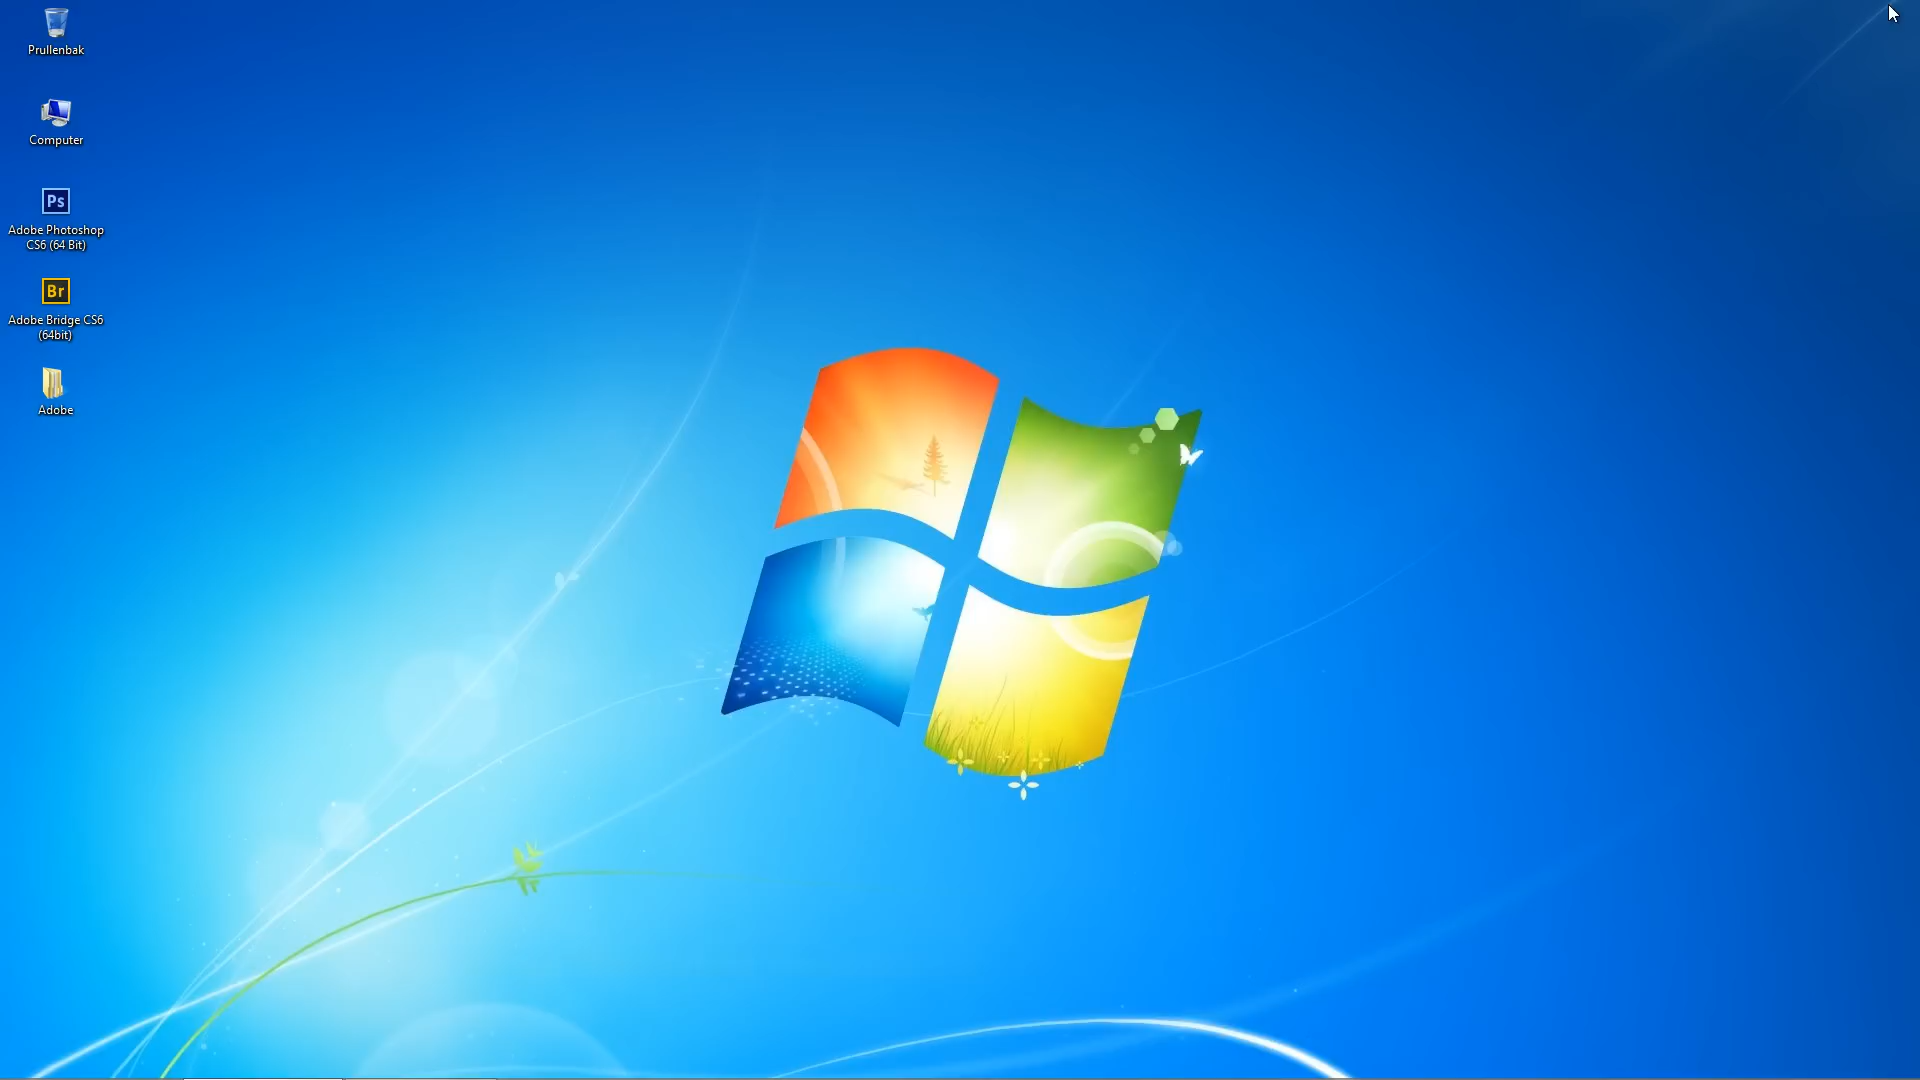 Prullenbak
Computer
Ps
Adobe Photoshop
CS6 (64 Bit)
Br
Adobe Bridge CS6
(64bit)
Adobe